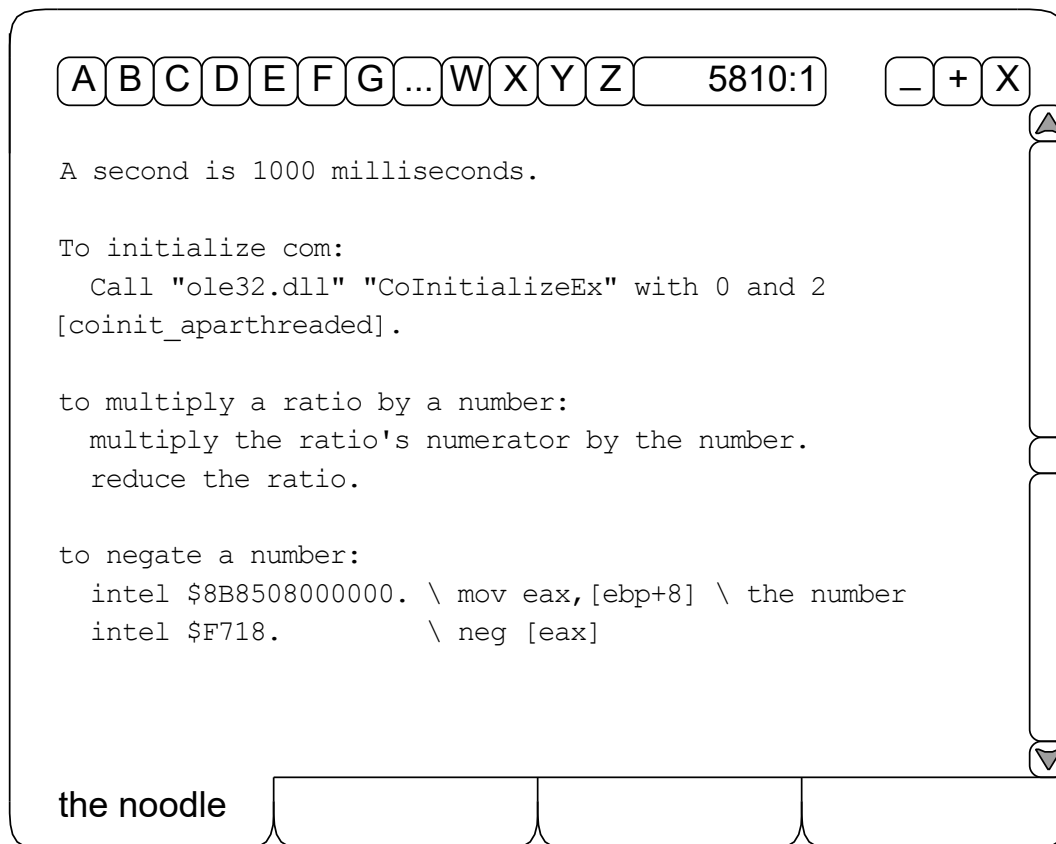 A B C D E F G ... W X Y Z 5810:1 _ + X
A second is 1000 milliseconds.
To initialize com:
Call "ole32.dll" "CoInitializeEx" with 0 and 2
[coinit_aparthreaded].
to multiply a ratio by a number:
multiply the ratio's numerator by the number.
reduce the ratio.
to negate a number:
intel $8B8508000000. \ mov eax,[ebp+8] \ the number
intel $F718. \ neg [eax]
the noodle